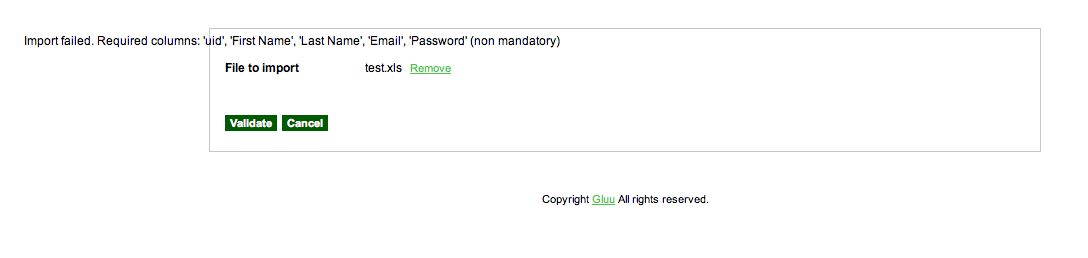 Import failed. Required columns: 'uid', 'First Name', 'Last Name', 'Email', 'Password' (non mandatory)
File to import test.xls Remove
Validate Cancel
Copyright Gluu All rights reserved.